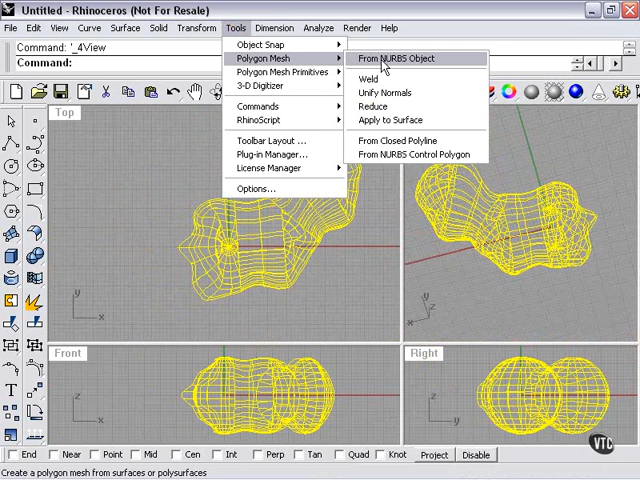 Untitled - Rhinoceros (Not For Resale)
File Edit View Curve Surface Solid Transform Tools Dimension Analyze Render Help
Command: '_4View
Command:
Object Snap
Polygon Mesh
Polygon Mesh Primitives
3-D Digitizer
Commands
RhinoScript
Toolbar Layout ...
Plug-in Manager...
License Manager
Options...
From NURBS Object
Weld
Unify Normals
Reduce
Apply to Surface
From Closed Polyline
From NURBS Control Polygon
Top
y
x
y
x
Front
z
x
Right
z
y
T
VTC
End Near Point Mid Cen Int Perp Tan Quad Knot Project Disable
Create a polygon mesh from surfaces or polysurfaces